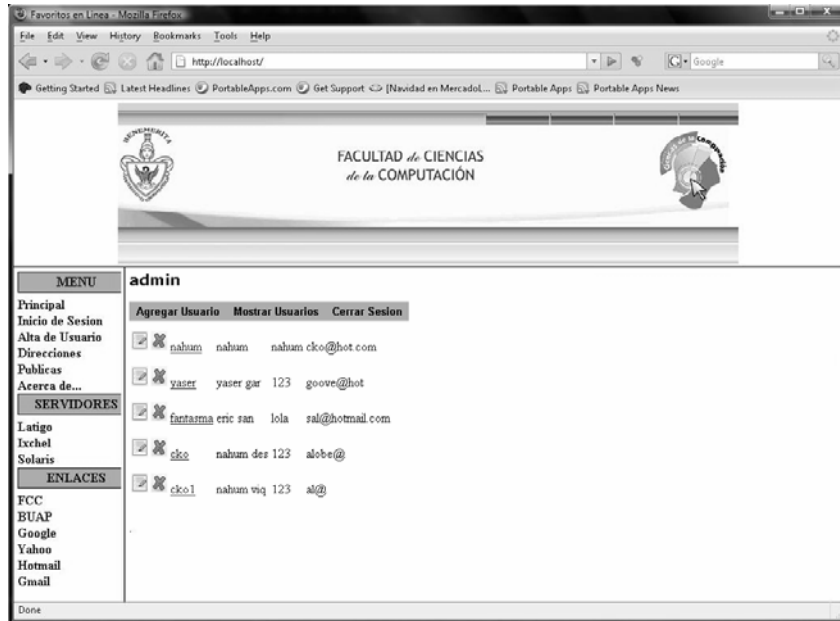 Favoritos en Linea - Mozilla Firefox
File Edit View History Bookmarks Tools Help
http://localhost/
Google
Getting Started Latest Headlines PortableApps.com Get Support [Navidad en MercadoL... Portable Apps Portable Apps News
BENEMERITA
FACULTAD de CIENCIAS
de la COMPUTACIÓN
Ciencias de la Computación
MENU
Principal
Inicio de Sesion
Alta de Usuario
Direcciones
Publicas
Acerca de...
SERVIDORES
Latigo
Ixchel
Solaris
ENLACES
FCC
BUAP
Google
Yahoo
Hotmail
Gmail
admin
Agregar Usuario Mostrar Usuarios Cerrar Sesion
nahum nahum nahum cko@hot.com
yaser yaser gar 123 goove@hot
fantasma eric san lola sal@hotmail.com
cko nahum des 123 alobe@
cko1 nahum viq 123 al@
Done